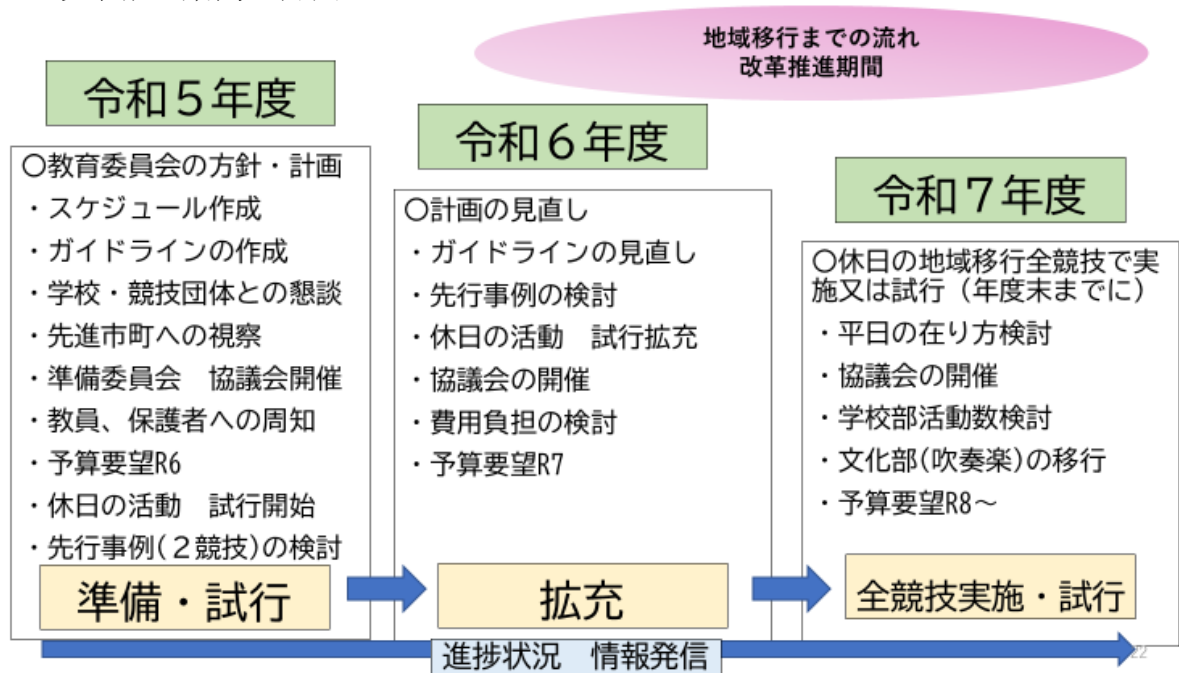 地域移行までの流れ
改革推進期間
令和５年度
〇教育委員会の方針・計画
・スケジュール作成
・ガイドラインの作成
・学校・競技団体との懇談
・先進市町への視察
・準備委員会　協議会開催
・教員、保護者への周知
・予算要望R6
・休日の活動　試行開始
・先行事例(２競技)の検討
準備・試行
令和６年度
〇計画の見直し
・ガイドラインの見直し
・先行事例の検討
・休日の活動　試行拡充
・協議会の開催
・費用負担の検討
・予算要望R7
拡充
令和７年度
〇休日の地域移行全競技で実
施又は試行（年度末までに）
・平日の在り方検討
・協議会の開催
・学校部活動数検討
・文化部(吹奏楽)の移行
・予算要望R8～
全競技実施・試行
進捗状況　情報発信
22